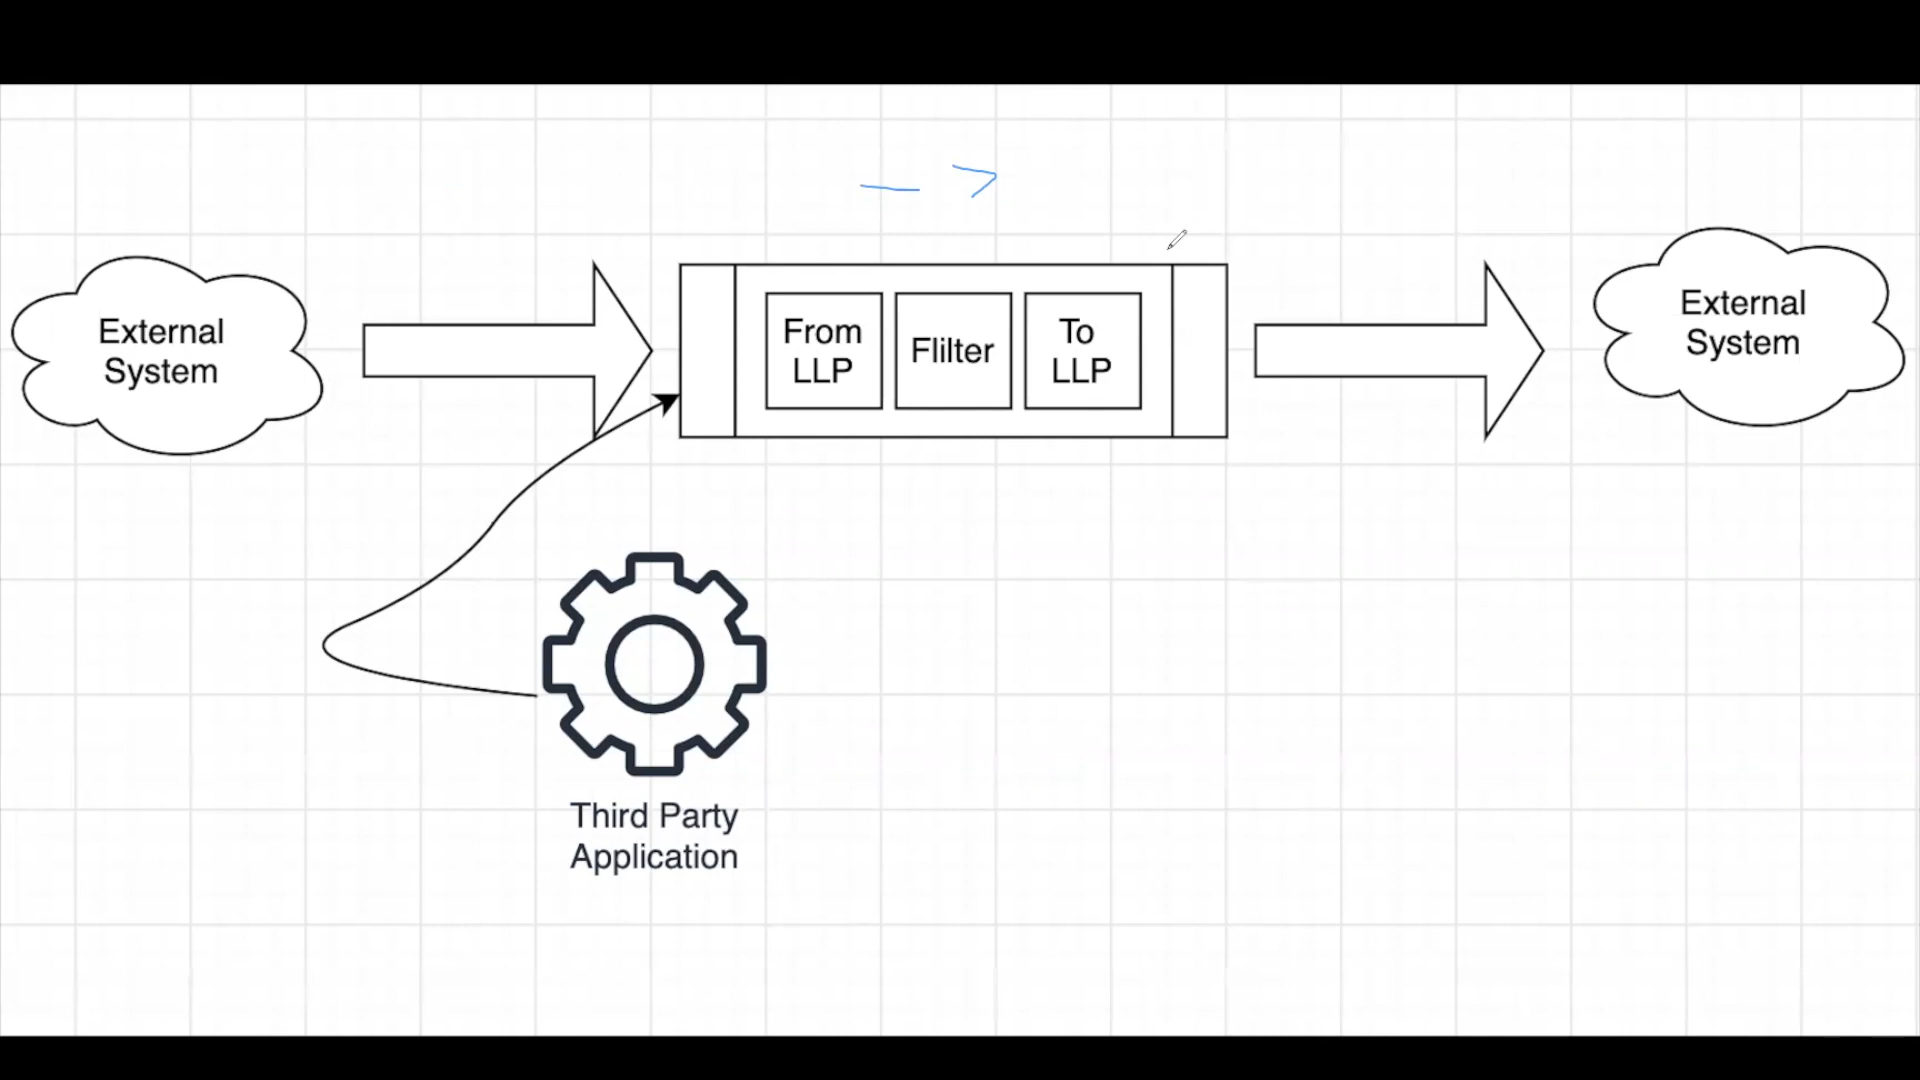 External
System
From
LLP
Flilter
To
LLP
External
System
Third Party
Application